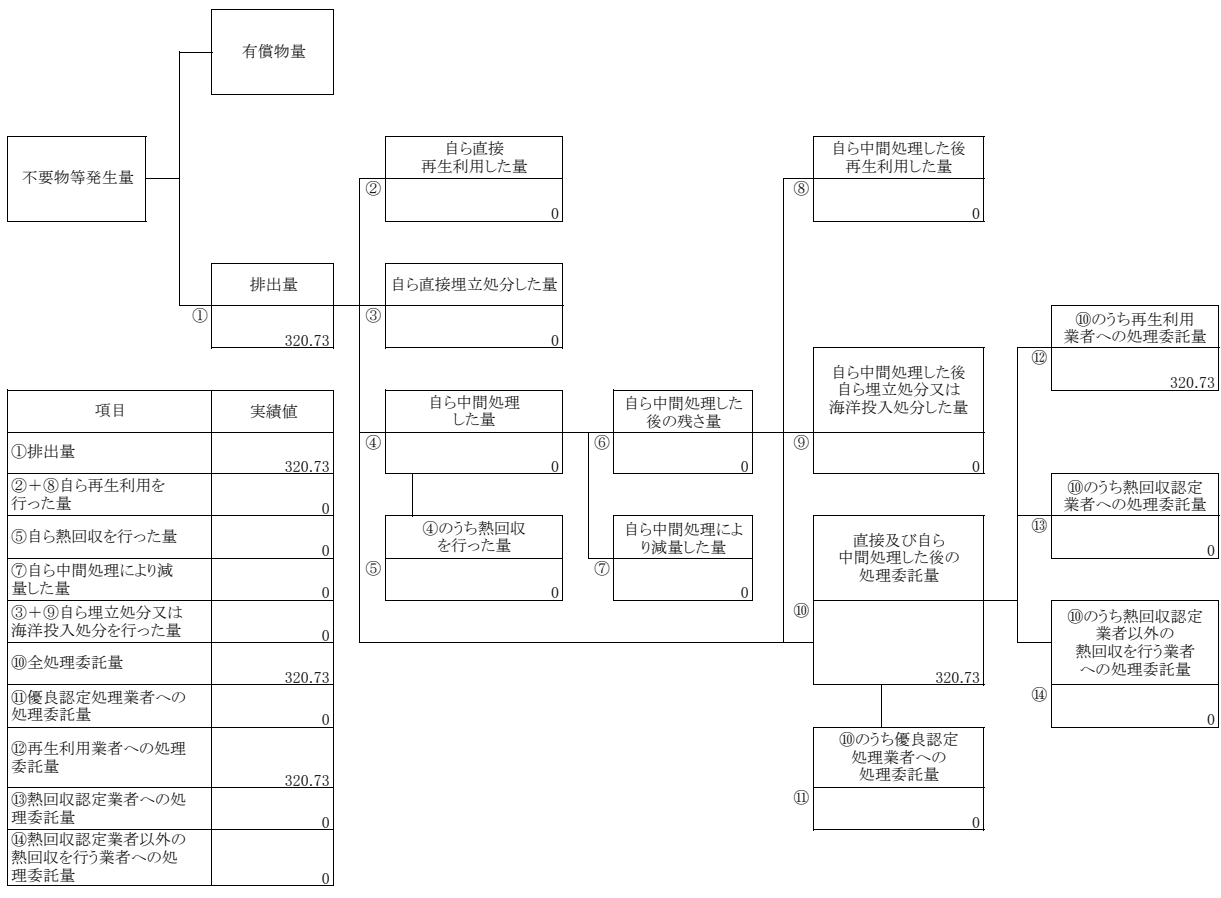 有償物量
不要物等発生量
排出量
①
320.73
自ら直接
再生利用した量
②
0
自ら直接埋立処分した量
③
0
自ら中間処理
した量
④
0
④のうち熱回収
を行った量
⑤
0
自ら中間処理した
後の残さ量
⑥
0
自ら中間処理によ
り減量した量
⑦
0
自ら中間処理した後
再生利用した量
⑧
0
自ら中間処理した後
自ら埋立処分又は
海洋投入処分した量
⑨
0
直接及び自ら
中間処理した後の
処理委託量
⑩
320.73
⑩のうち優良認定
処理業者への
処理委託量
⑪
0
⑩のうち再生利用
業者への処理委託量
⑫
320.73
⑩のうち熱回収認定
業者への処理委託量
⑬
0
⑩のうち熱回収認定
業者以外の
熱回収を行う業者
への処理委託量
⑭
0
項目 実績値
①排出量
320.73
②＋⑧自ら再生利用を
行った量
0
⑤自ら熱回収を行った量
0
⑦自ら中間処理により減
量した量
0
③＋⑨自ら埋立処分又は
海洋投入処分を行った量
0
⑩全処理委託量
320.73
⑪優良認定処理業者への
処理委託量
0
⑫再生利用業者への処理
委託量
320.73
⑬熱回収認定業者への処
理委託量
0
⑭熱回収認定業者以外の
熱回収を行う業者への処
理委託量
0